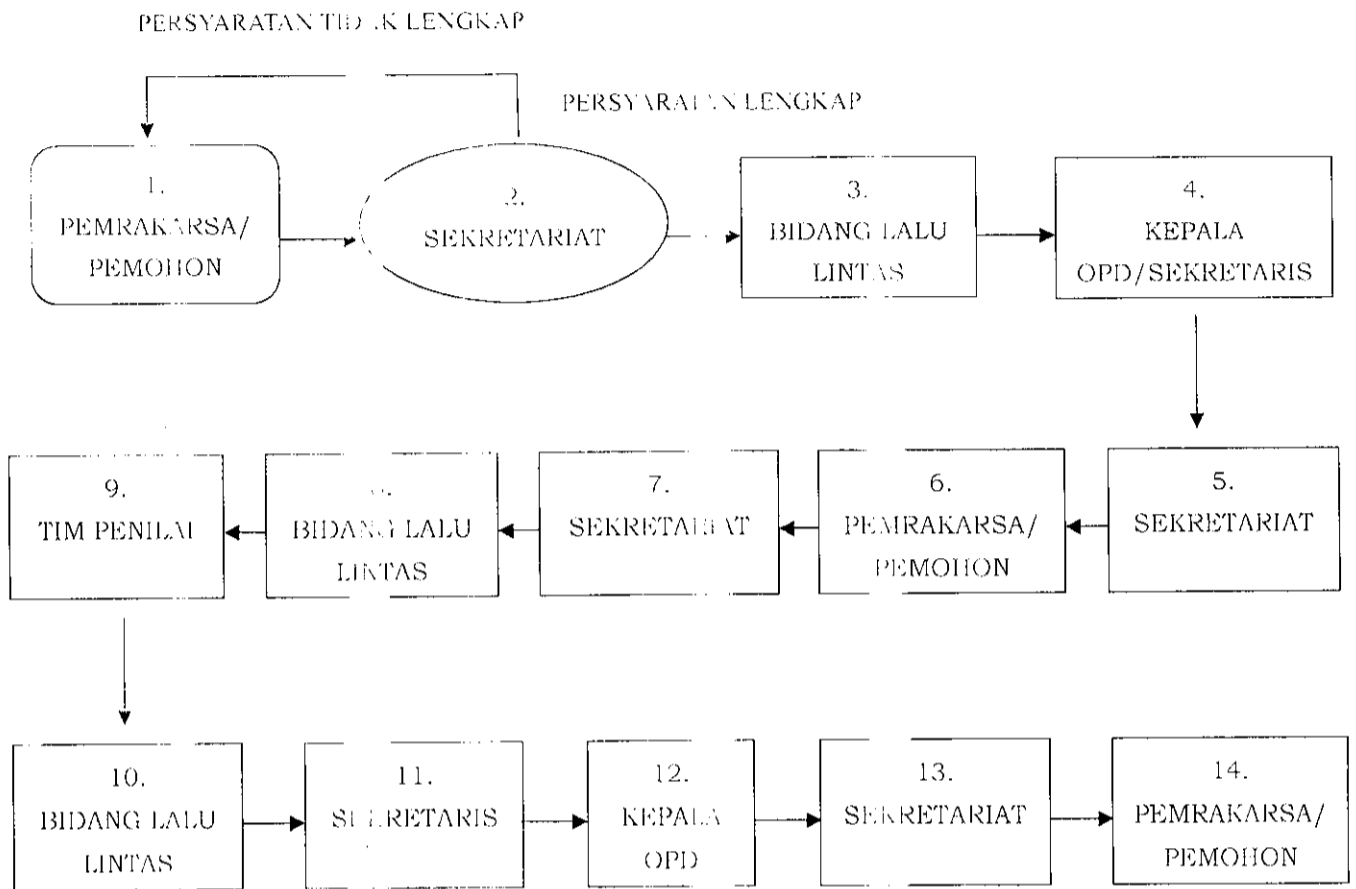 PERSYARATAN TIDAK LENGKAP
PERSYARATAN LENGKAP
1.
PEMRAKARSA/
PEMOHON
2.
SEKRETARIAT
3.
BIDANG LALU
LINTAS
4.
KEPALA
OPD/SEKRETARIS
5.
SEKRETARIAT
6.
PEMRAKARSA/
PEMOHON
7.
SEKRETARIAT
BIDANG LALU
LINTAS
9.
TIM PENILAI
10.
BIDANG LALU
LINTAS
11.
SEKRETARIS
12.
KEPALA
OPD
13.
SEKRETARIAT
14.
PEMRAKARSA/
PEMOHON